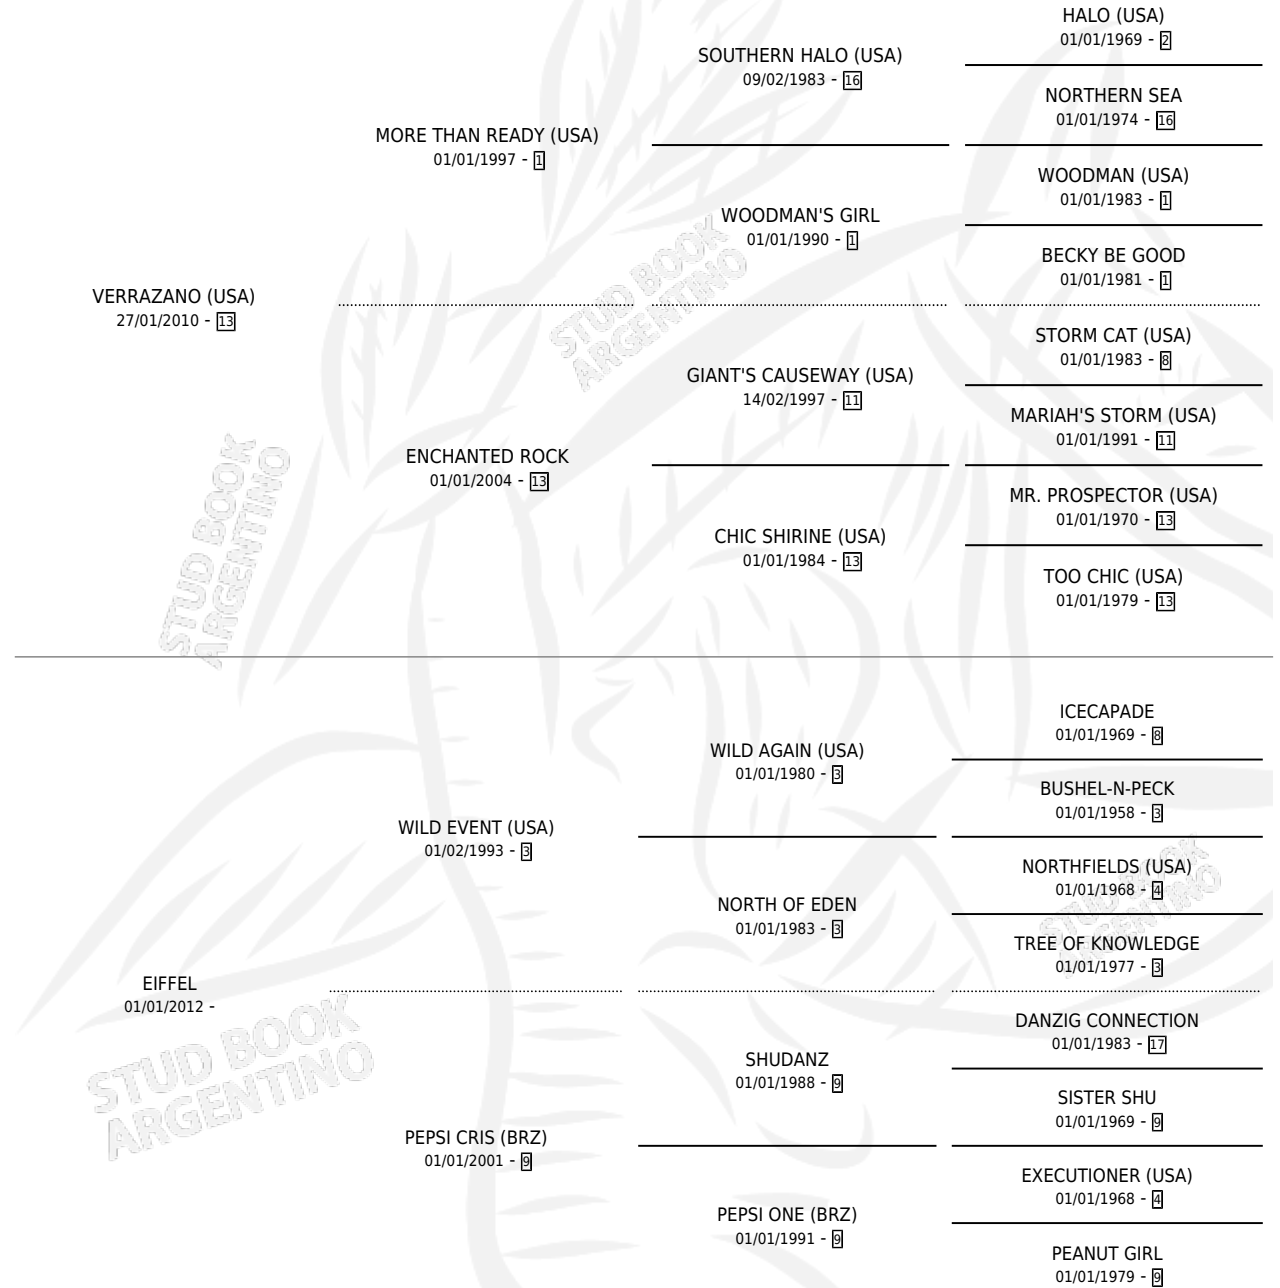 HALO (USA)
01/01/1969 - 2
SOUTHERN HALO (USA)
09/02/1983 - 16
NORTHERN SEA
01/01/1974 - 16
MORE THAN READY (USA)
01/01/1997 - 1
WOODMAN (USA)
01/01/1983 - 1
WOODMAN'S GIRL
01/01/1990 - 1
BECKY BE GOOD
01/01/1981 - 1
VERRAZANO (USA)
27/01/2010 - 13
STUD BOOK
ARGENTINO
STORM CAT (USA)
01/01/1983 - 8
GIANT'S CAUSEWAY (USA)
14/02/1997 - 11
MARIAH'S STORM (USA)
01/01/1991 - 11
ENCHANTED ROCK
01/01/2004 - 13
MR. PROSPECTOR (USA)
01/01/1970 - 13
CHIC SHIRINE (USA)
01/01/1984 - 13
TOO CHIC (USA)
01/01/1979 - 13
STUD BOOK
ARGENTINO
ICECAPADE
01/01/1969 - 8
WILD AGAIN (USA)
01/01/1980 - 3
BUSHEL-N-PECK
01/01/1958 - 3
WILD EVENT (USA)
01/02/1993 - 3
NORTHFIELDS (USA)
01/01/1968 - 4
NORTH OF EDEN
01/01/1983 - 3
TREE OF KNOWLEDGE
01/01/1977 - 3
STUD BOOK
ARGENTINO
EIFFEL
01/01/2012 -
DANZIG CONNECTION
01/01/1983 - 17
SHUDANZ
01/01/1988 - 9
SISTER SHU
01/01/1969 - 9
STUD BOOK
ARGENTINO
PEPSI CRIS (BRZ)
01/01/2001 - 9
EXECUTIONER (USA)
01/01/1968 - 4
PEPSI ONE (BRZ)
01/01/1991 - 9
PEANUT GIRL
01/01/1979 - 9